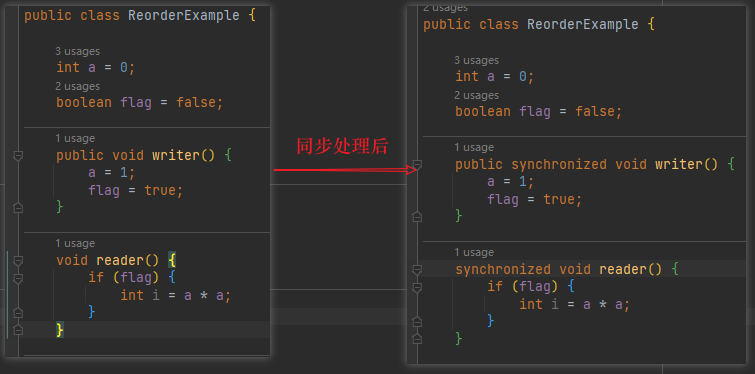 public class ReorderExample {
3 usages
int a = 0;
2 usages
boolean flag = false;
1 usage
public void writer() {
a = 1;
flag = true;
}
1 usage
void reader() {
if (flag) {
int i = a * a;
}
}
同步处理后
2 usages
public class ReorderExample {
3 usages
int a = 0;
2 usages
boolean flag = false;
1 usage
public synchronized void writer() {
a = 1;
flag = true;
}
1 usage
synchronized void reader() {
if (flag) {
int i = a * a;
}
}